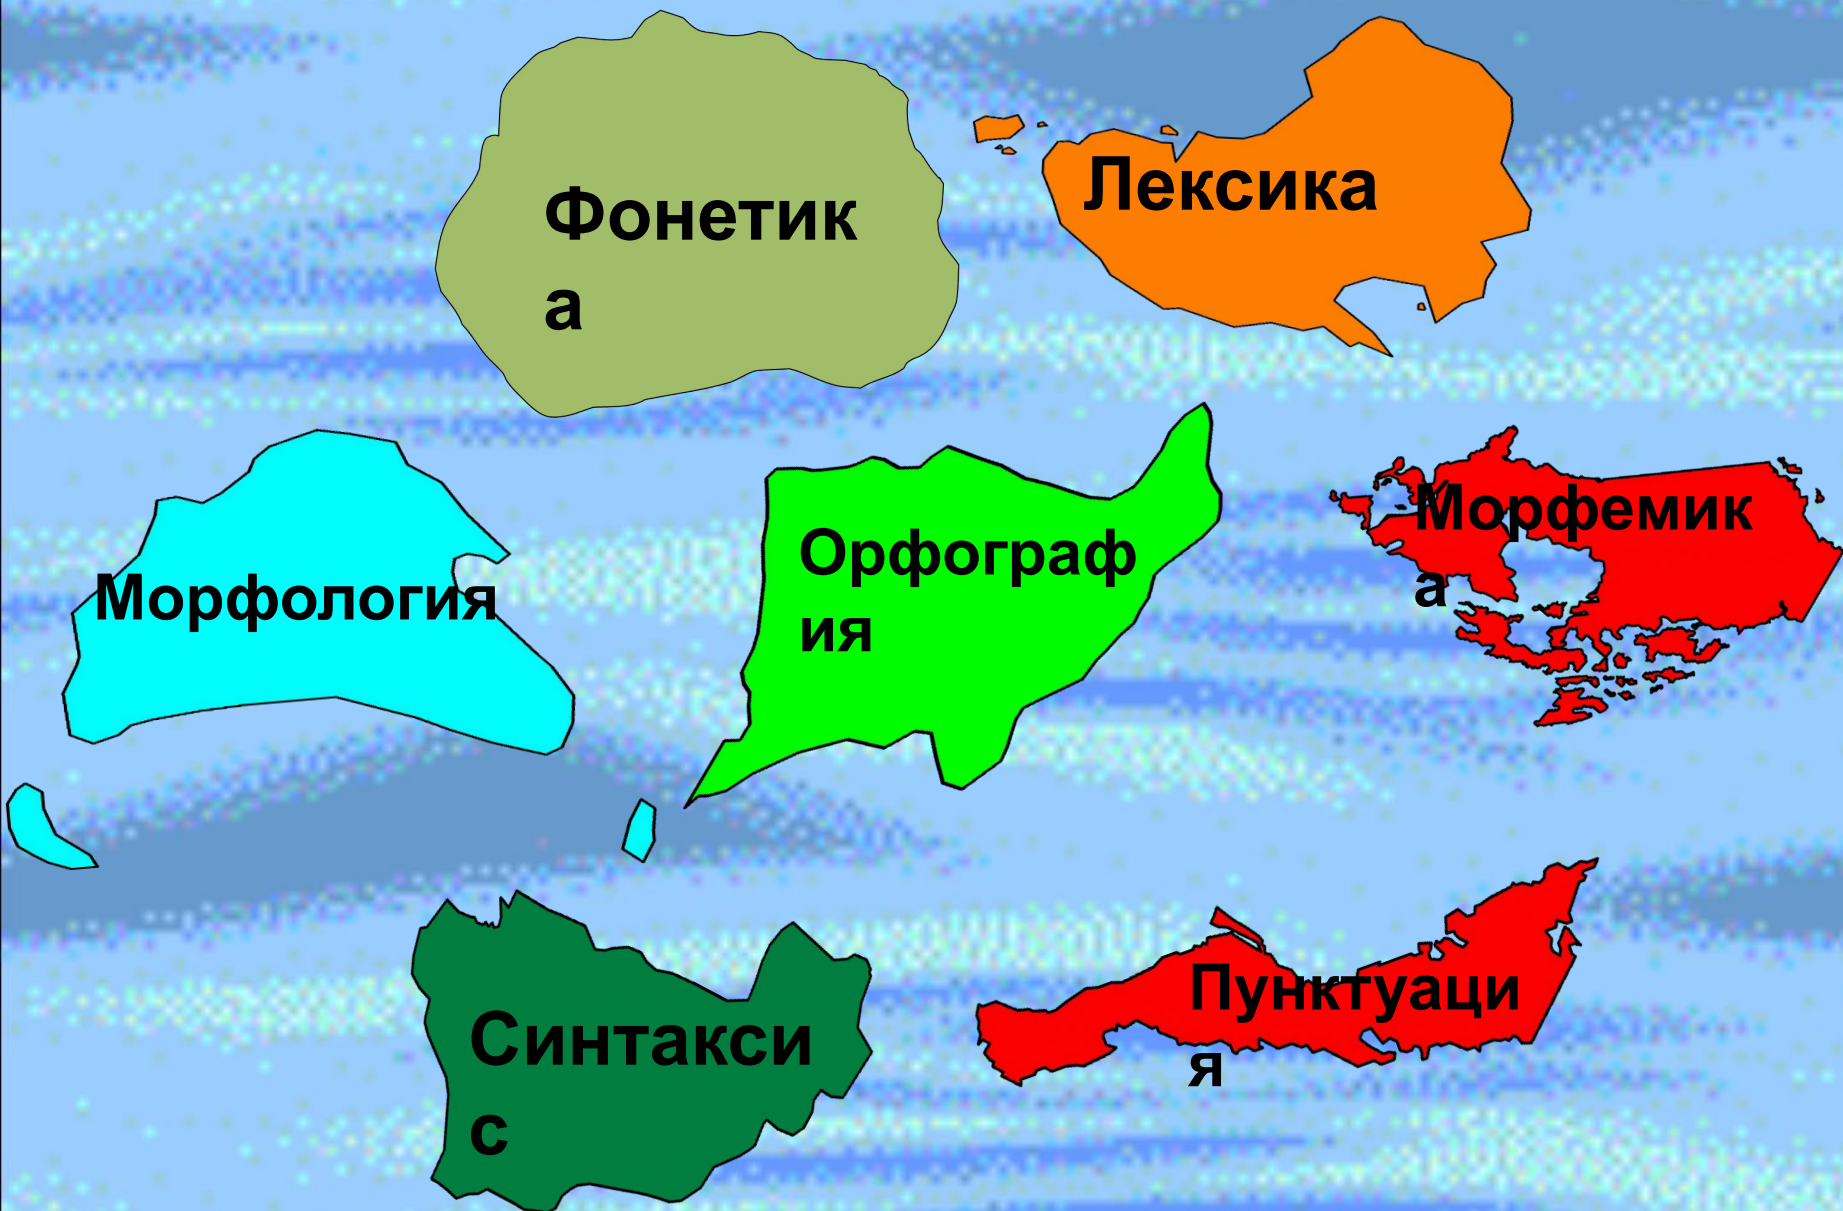 Фонетик
а
Лексика
Морфология
Орфограф
ия
Морфемик
а
Синтакси
с
Пунктуаци
я